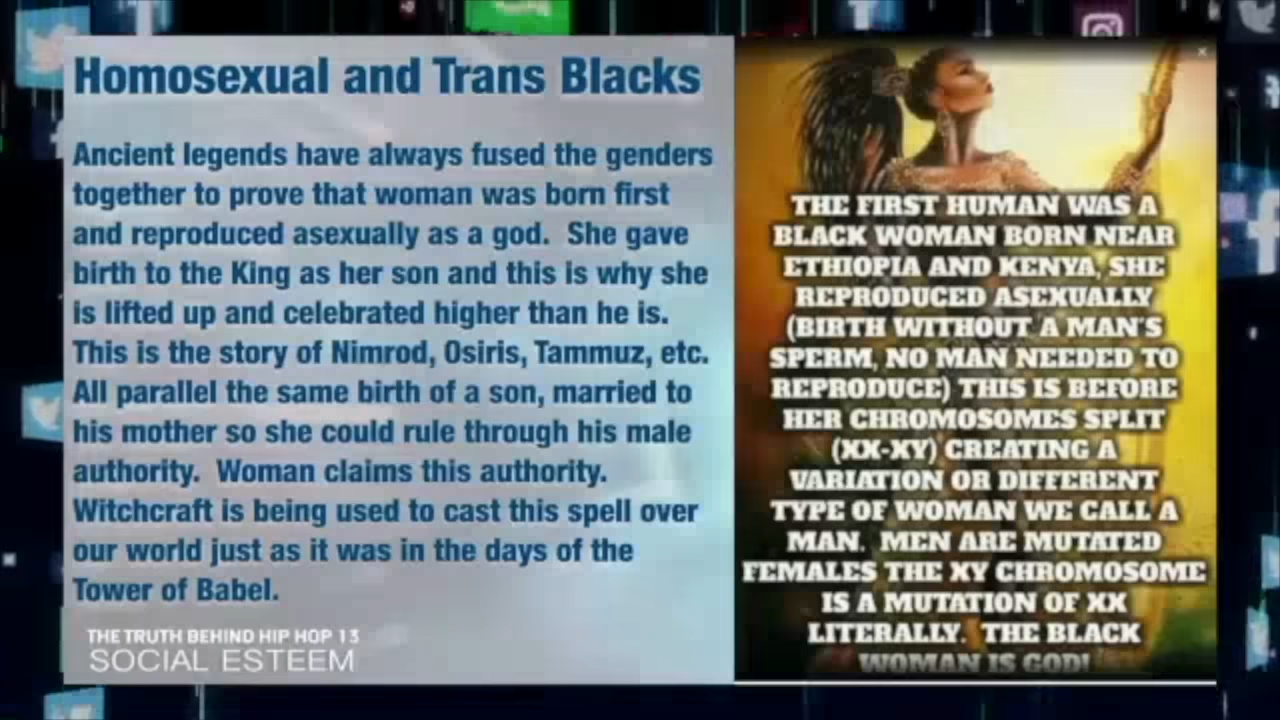 Homosexual and Trans Blacks
Ancient legends have always fused the genders
together to prove that woman was born first
and reproduced asexually as a god. She gave
birth to the King as her son and this is why she
is lifted up and celebrated higher than he is.
This is the story of Nimrod, Osiris, Tammuz, etc.
All parallel the same birth of a son, married to
his mother so she could rule through his male
authority. Woman claims this authority.
Witchcraft is being used to cast this spell over
our world just as it was in the days of the
Tower of Babel.
THE TRUTH BEHIND HIP HOP 13
SOCIAL ESTEEM
THE FIRST HUMAN WAS A
BLACK WOMAN BORN NEAR
ETHIOPIA AND KENYA, SHE
REPRODUCED ASEXUALLY
(BIRTH WITHOUT A MAN'S
SPERM, NO MAN NEEDED TO
REPRODUCE) THIS IS BEFORE
HER CHROMOSOMES SPLIT
(XX-XY) CREATING A
VARIATION OR DIFFERENT
TYPE OF WOMAN WE CALL A
MAN. MEN ARE MUTATED
FEMALES THE XY CHROMOSOME
IS A MUTATION OF XX
LITERALLY. THE BLACK
WOMAN IS GOD!